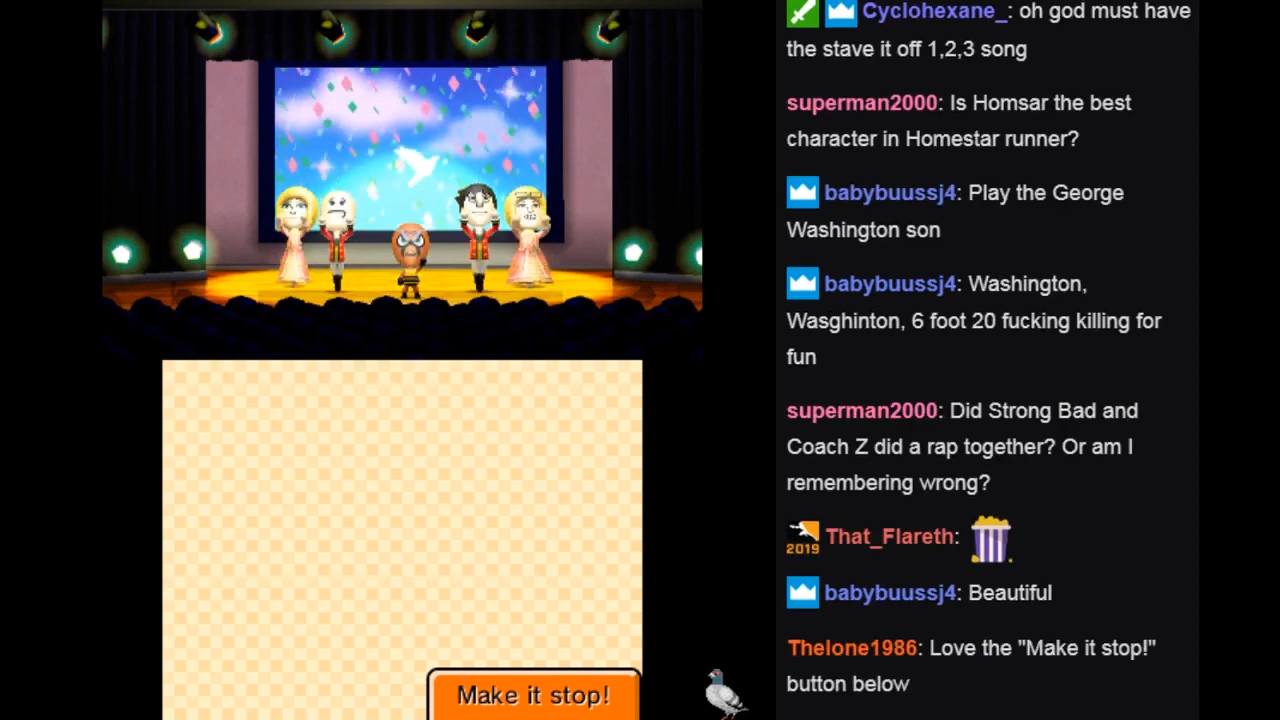 Cyclohexane_: oh god must have
the stave it off 1,2,3 song
superman2000: Is Homsar the best
character in Homestar runner?
babybuussj4: Play the George
Washington son
babybuussj4: Washington,
Wasghinton, 6 foot 20 fucking killing for
fun
superman2000: Did Strong Bad and
Coach Z did a rap together? Or am I
remembering wrong?
2019 That_Flareth:
babybuussj4: Beautiful
Thelone1986: Love the "Make it stop!"
button below
Make it stop!